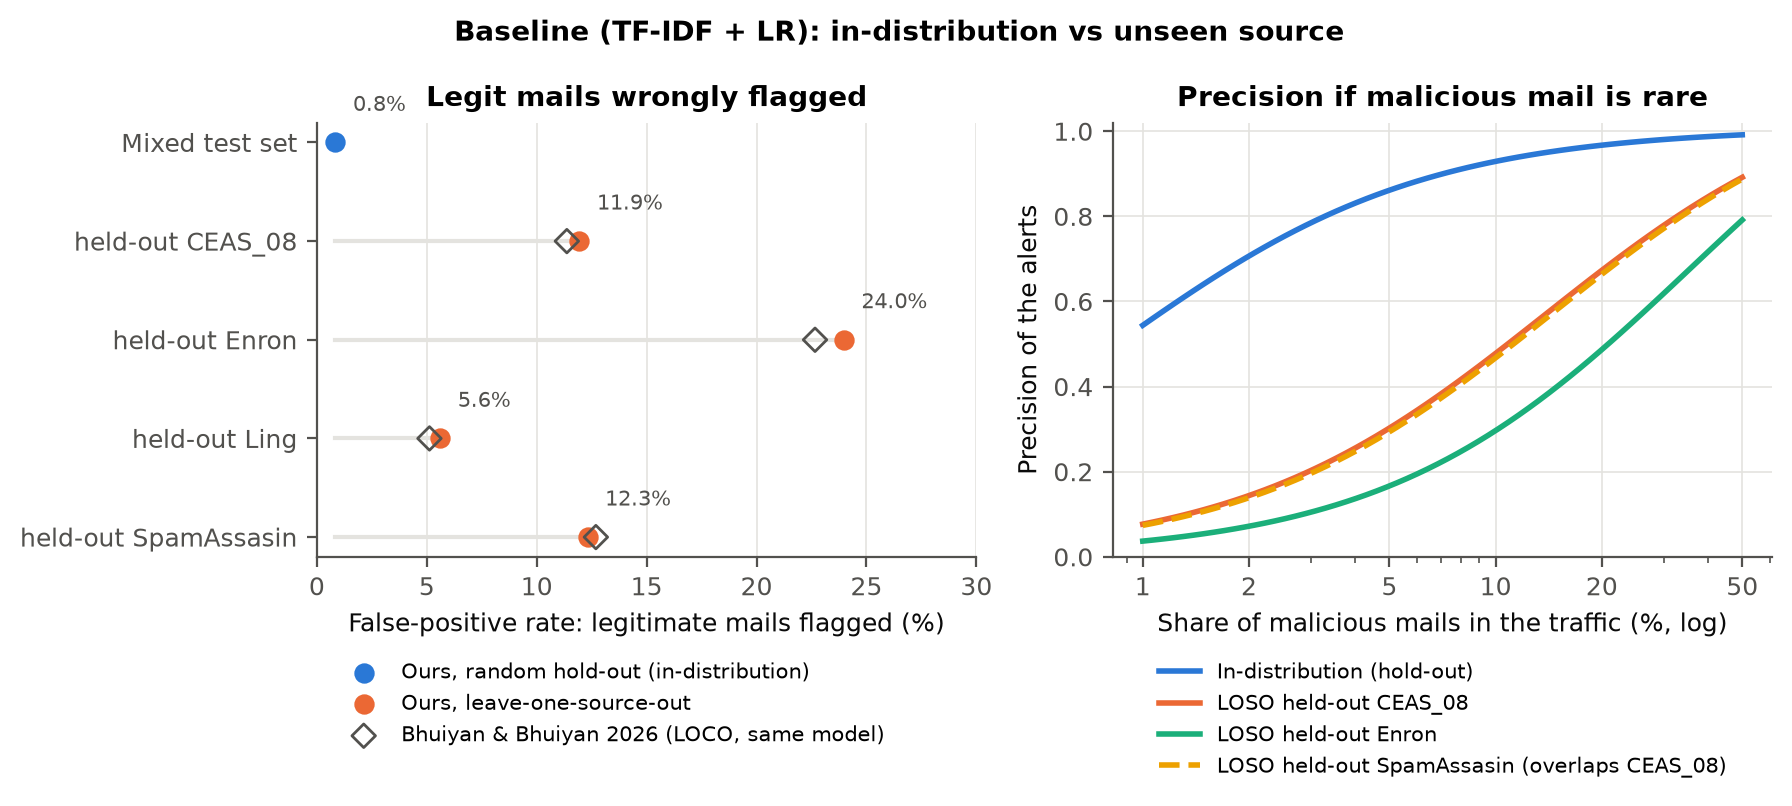 Baseline (TF-IDF + LR): in-distribution vs unseen source
Legit mails wrongly flagged
0.8%
Mixed test set
11.9%
held-out CEAS_08
24.0%
held-out Enron
5.6%
held-out Ling
12.3%
held-out SpamAssasin
0 5 10 15 20 25 30
False-positive rate: legitimate mails flagged (%)
Ours, random hold-out (in-distribution)
Ours, leave-one-source-out
Bhuiyan & Bhuiyan 2026 (LOCO, same model)
Precision if malicious mail is rare
Precision of the alerts
1.0
0.8
0.6
0.4
0.2
0.0
1 2 5 10 20 50
Share of malicious mails in the traffic (%, log)
In-distribution (hold-out)
LOSO held-out CEAS_08
LOSO held-out Enron
LOSO held-out SpamAssasin (overlaps CEAS_08)